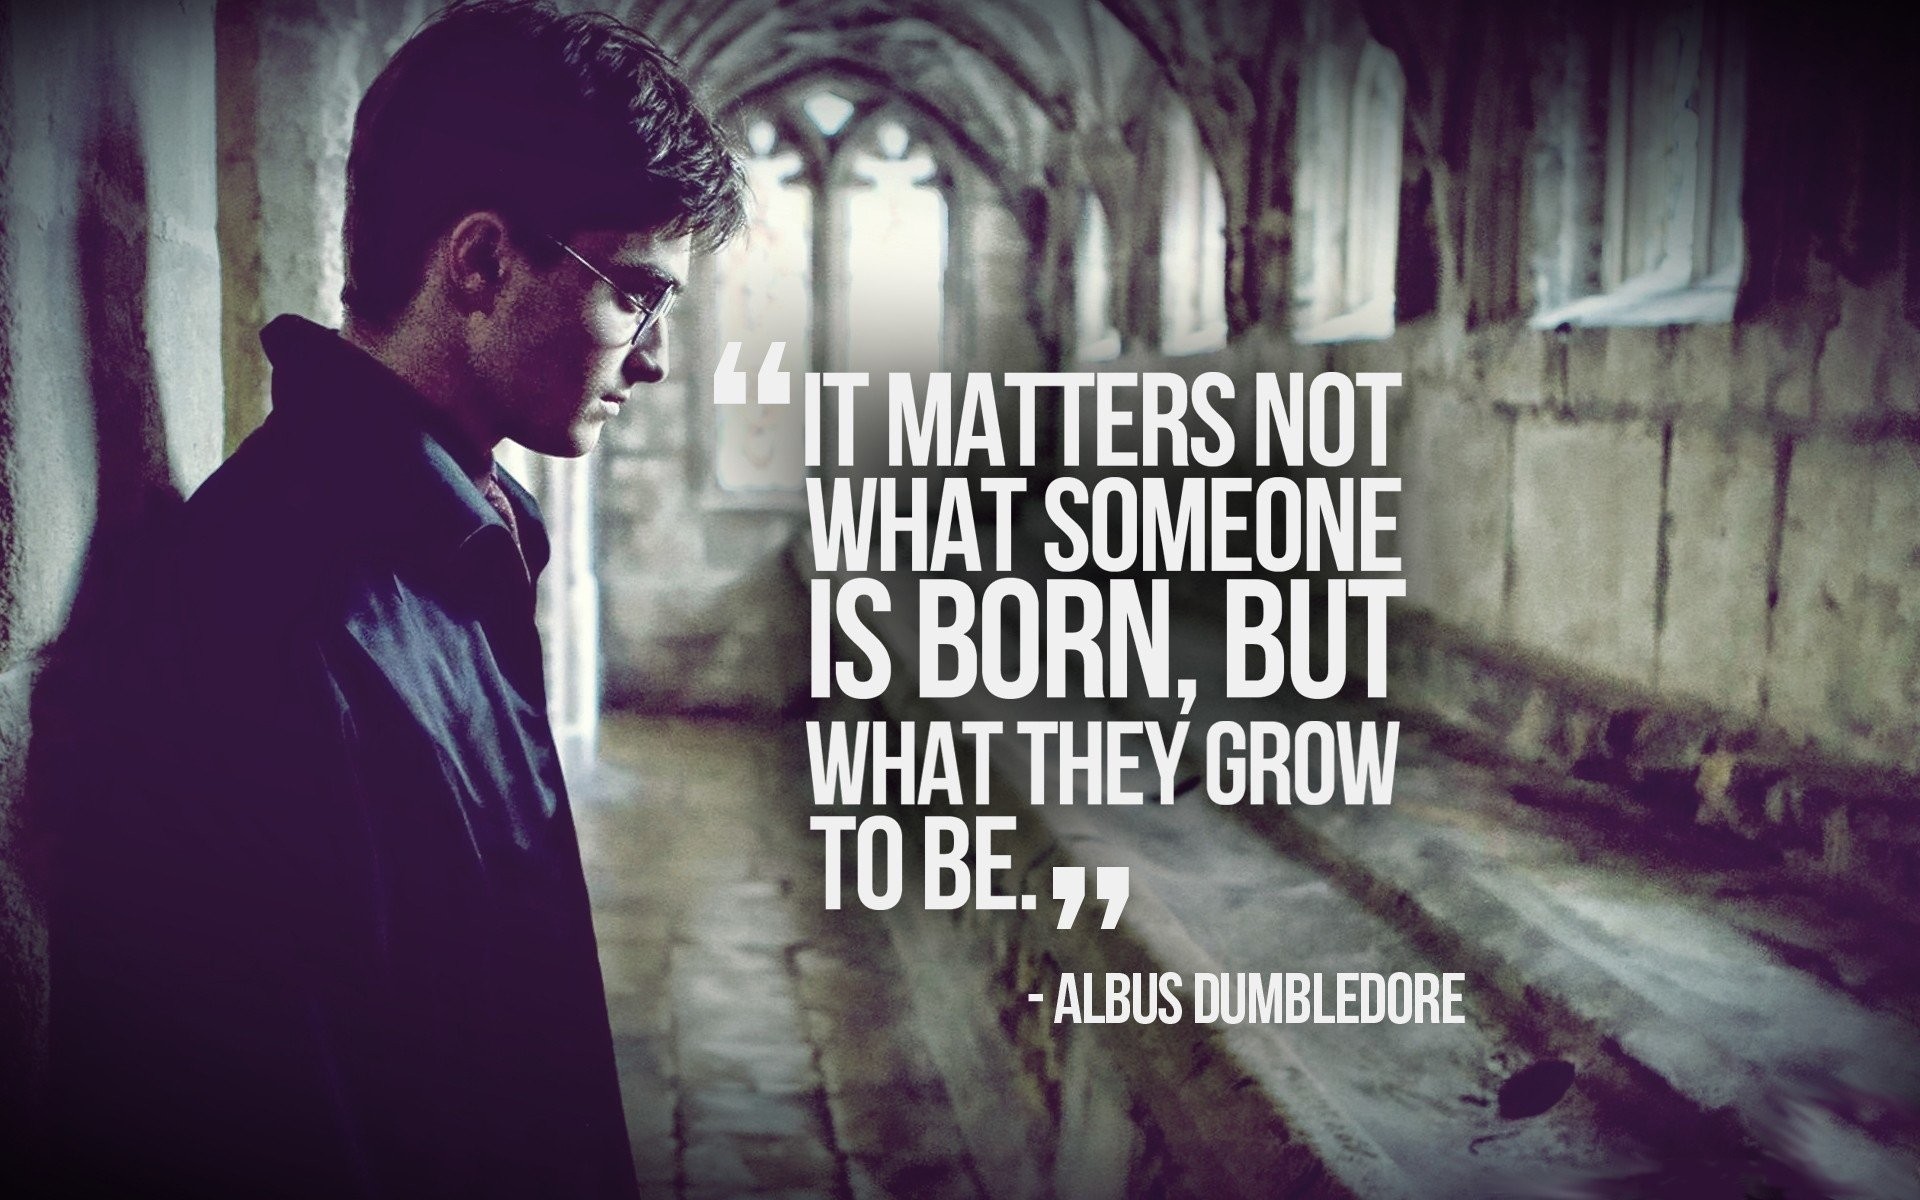 “IT MATTERS NOT
WHAT SOMEONE
IS BORN, BUT
WHAT THEY GROW
TO BE.”
- ALBUS DUMBLEDORE